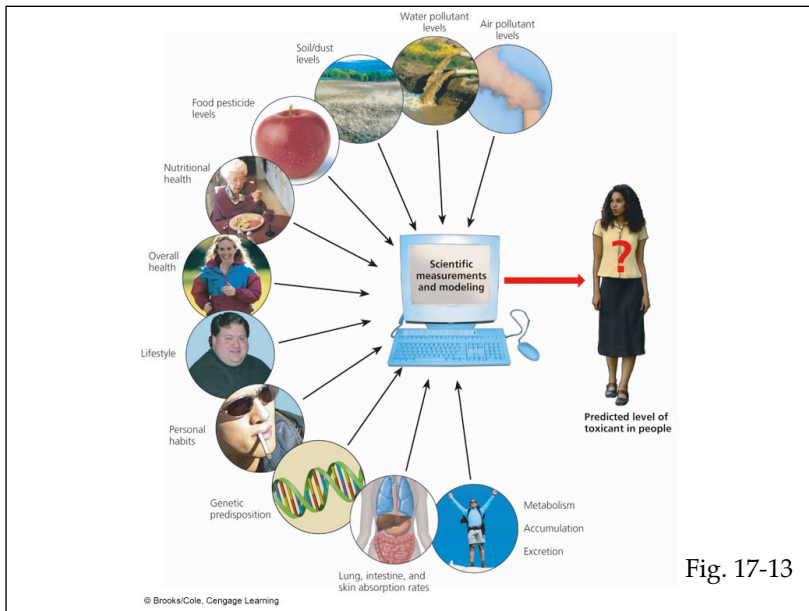 Water pollutant
levels
Air pollutant
levels
Soil/dust
levels
Food pesticide
levels
Nutritional
health
Overall
health
Lifestyle
Personal
habits
Genetic
predisposition
Lung, intestine, and
skin absorption rates
Metabolism
Accumulation
Excretion
Scientific
measurements
and modeling
?
Predicted level of
toxicant in people
Fig. 17-13
© Brooks/Cole, Cengage Learning